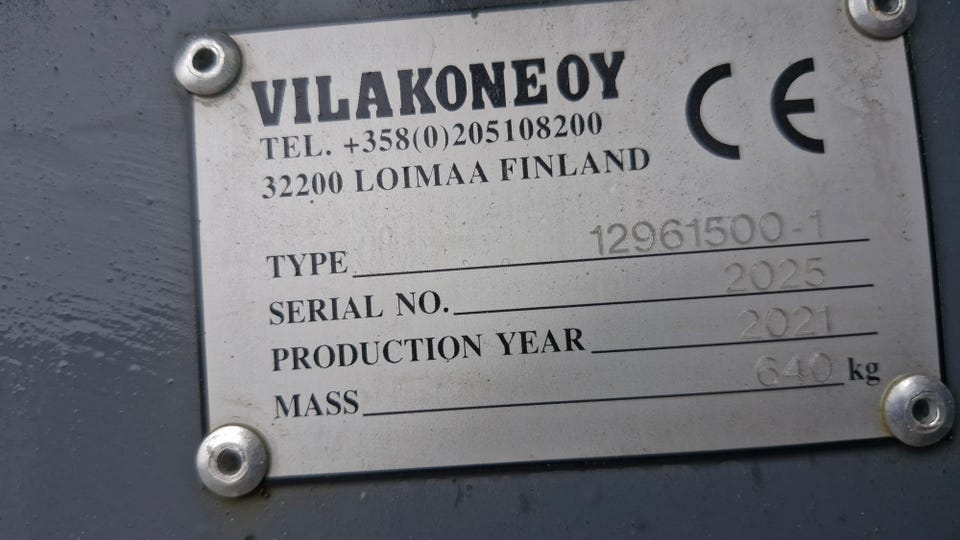 VILAKONE OY
TEL. +358(0)205108200
32200 LOIMAA FINLAND
CE
TYPE 12961500-1
SERIAL NO. 2025
PRODUCTION YEAR 2021
MASS 640 kg